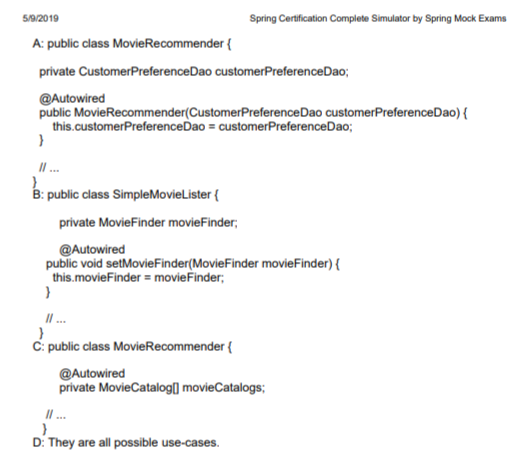 5/9/2019 Spring Certification Complete Simulator by Spring Mock Exams
A: public class MovieRecommender {
private CustomerPreferenceDao customerPreferenceDao;
@Autowired
public MovieRecommender(CustomerPreferenceDao customerPreferenceDao) {
this.customerPreferenceDao = customerPreferenceDao;
}
// ...
}
B: public class SimpleMovieLister {
private MovieFinder movieFinder;
@Autowired
public void setMovieFinder(MovieFinder movieFinder) {
this.movieFinder = movieFinder;
}
// ...
}
C: public class MovieRecommender {
@Autowired
private MovieCatalog[] movieCatalogs;
// ...
}
D: They are all possible use-cases.